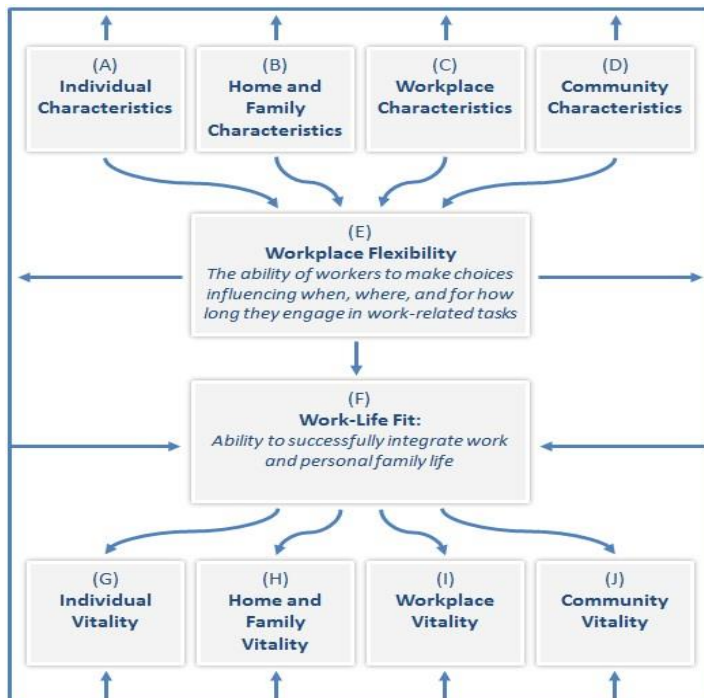 (A)
Individual
Characteristics
(B)
Home and
Family
Characteristics
(C)
Workplace
Characteristics
(D)
Community
Characteristics
(E)
Workplace Flexibility
The ability of workers to make choices
influencing when, where, and for how
long they engage in work-related tasks
(F)
Work-Life Fit:
Ability to successfully integrate work
and personal family life
(G)
Individual
Vitality
(H)
Home and
Family
Vitality
(I)
Workplace
Vitality
(J)
Community
Vitality